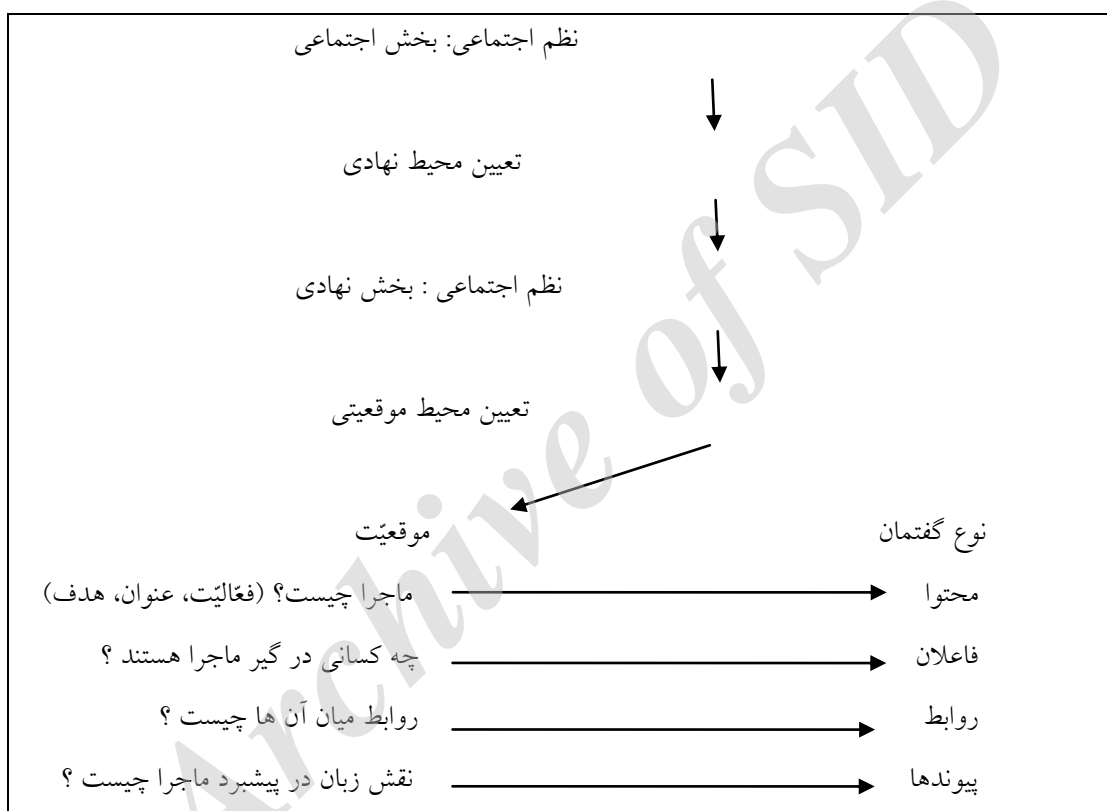 نظم اجتماعی: بخش اجتماعی
تعیین محیط نهادی
نظم اجتماعی : بخش نهادی
تعیین محیط موقعیتی
نوع گفتمان موقعیّت
محتوا ماجرا چیست؟ (فعّالیّت، عنوان، هدف)
فاعلان چه کسانی در گیر ماجرا هستند ؟
روابط روابط میان آن ها چیست ؟
پیوندها نقش زبان در پیشبرد ماجرا چیست ؟
Archive of SID